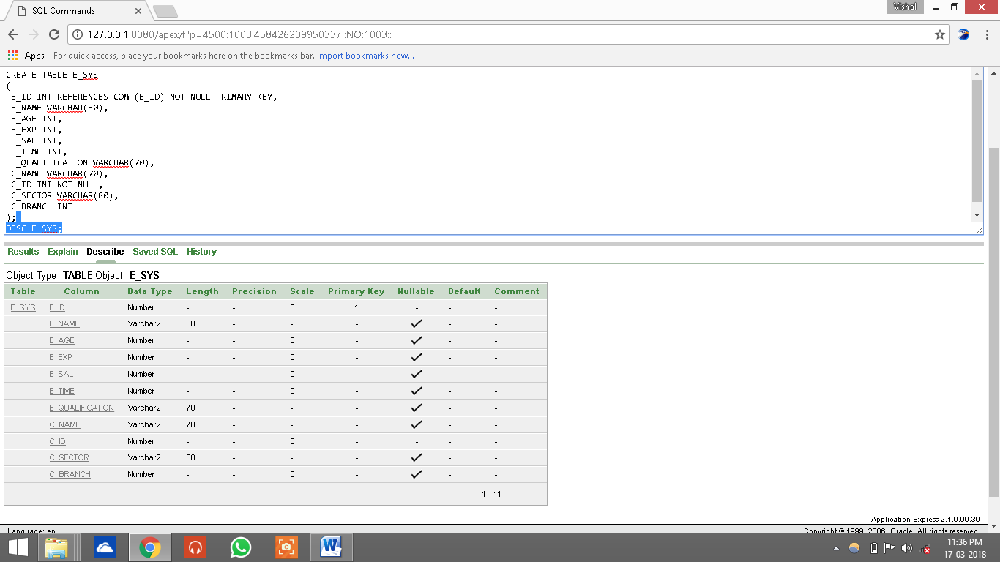 SQL Commands
Vishal
127.0.0.1:8080/apex/f?p=4500:1003:458426209950337::NO:1003::
Apps For quick access, place your bookmarks here on the bookmarks bar. Import bookmarks now...
CREATE TABLE E_SYS
(
E_ID INT REFERENCES COMP(E_ID) NOT NULL PRIMARY KEY,
E_NAME VARCHAR(30),
E_AGE INT,
E_EXP INT,
E_SAL INT,
E_TIME INT,
E_QUALIFICATION VARCHAR(70),
C_NAME VARCHAR(70),
C_ID INT NOT NULL,
C_SECTOR VARCHAR(80),
C_BRANCH INT
);
DESC E_SYS;
Results Explain Describe Saved SQL History
Object Type TABLE Object E_SYS
Table Column Data Type Length Precision Scale Primary Key Nullable Default Comment
E_SYS E_ID Number - - 0 1 - - -
E_NAME Varchar2 30 - - - ✓ - -
E_AGE Number - - 0 - ✓ - -
E_EXP Number - - 0 - ✓ - -
E_SAL Number - - 0 - ✓ - -
E_TIME Number - - 0 - ✓ - -
E_QUALIFICATION Varchar2 70 - - - ✓ - -
C_NAME Varchar2 70 - - - ✓ - -
C_ID Number - - 0 - - - -
C_SECTOR Varchar2 80 - - - ✓ - -
C_BRANCH Number - - 0 - ✓ - -
1 - 11
Application Express 2.1.0.00.39
Language: en Copyright © 1999, 2006, Oracle. All rights reserved.
11:36 PM
17-03-2018